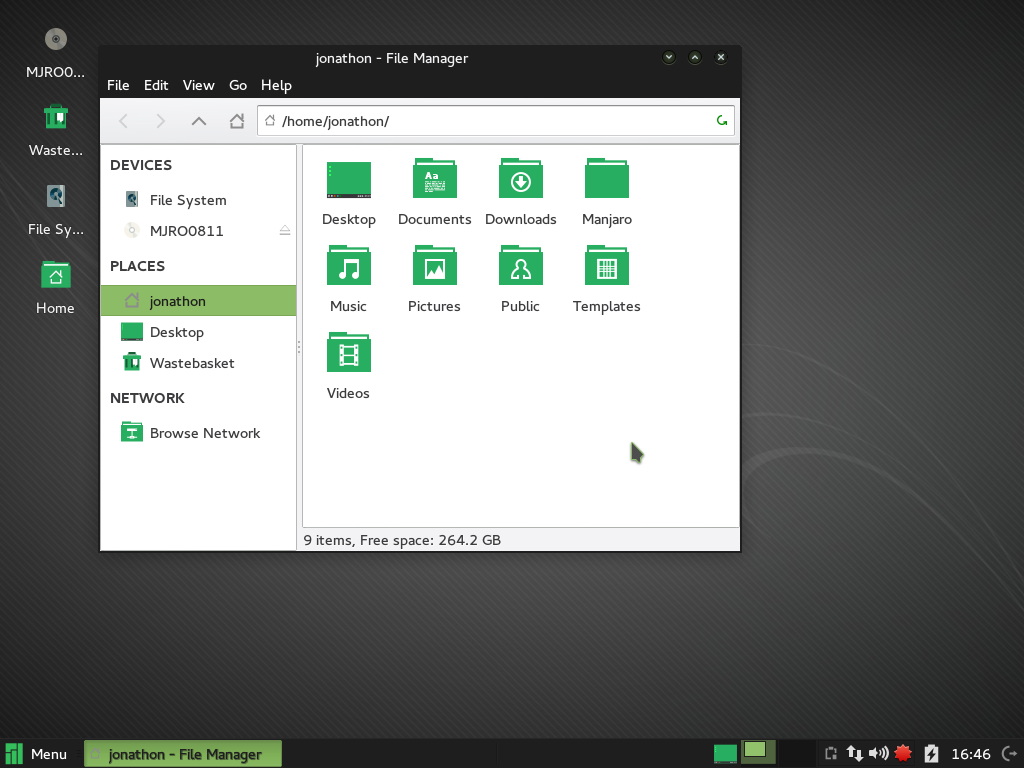 MJRO0...
Waste...
File Sy...
Home
jonathon - File Manager
File Edit View Go Help
/home/jonathon/
DEVICES
File System
MJRO0811
PLACES
jonathon
Desktop
Wastebasket
NETWORK
Browse Network
Desktop Documents Downloads Manjaro
Aa
Music Pictures Public Templates
Videos
9 items, Free space: 264.2 GB
Menu jonathon - File Manager 16:46